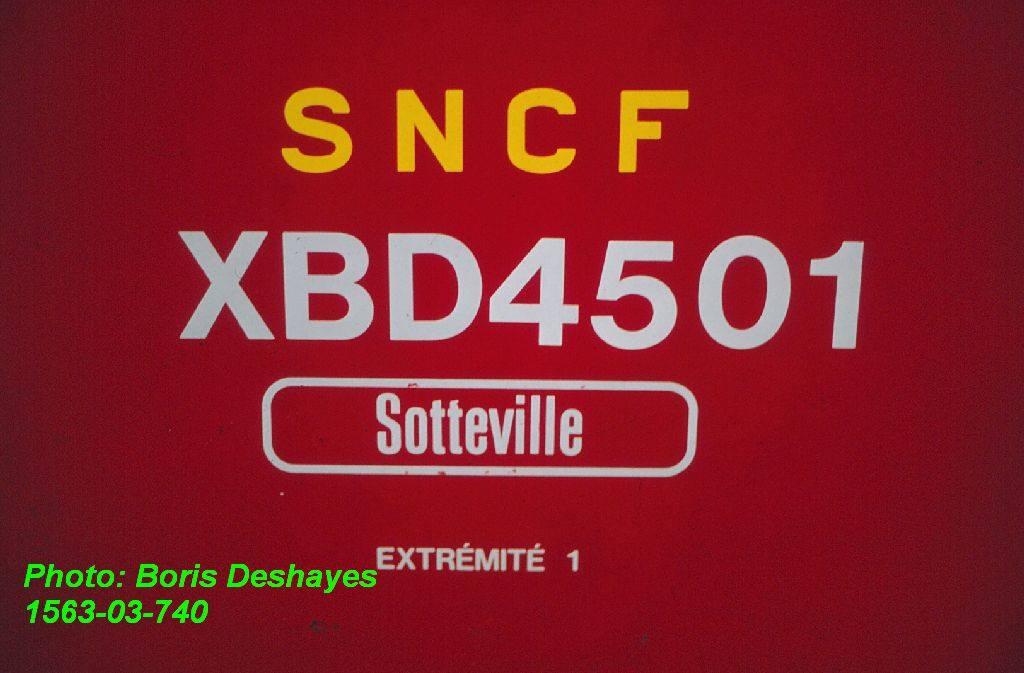 SNCF
XBD4501
Sotteville
EXTRÉMITÉ 1
Photo: Boris Deshayes
1563-03-740